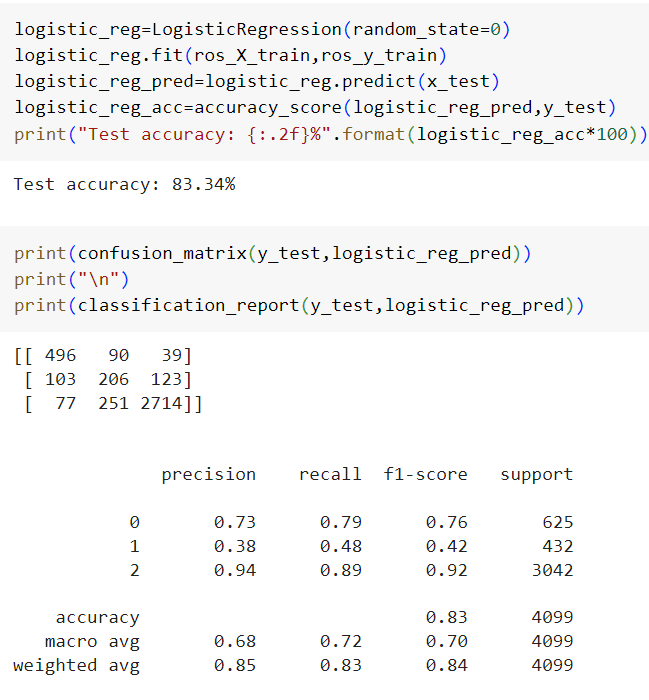 logistic_reg=LogisticRegression(random_state=0)
logistic_reg.fit(ros_X_train,ros_y_train)
logistic_reg_pred=logistic_reg.predict(x_test)
logistic_reg_acc=accuracy_score(logistic_reg_pred,y_test)
print("Test accuracy: {:.2f}%".format(logistic_reg_acc*100))
Test accuracy: 83.34%
print(confusion_matrix(y_test,logistic_reg_pred))
print("\n")
print(classification_report(y_test,logistic_reg_pred))
[[ 496   90   39]
 [ 103  206  123]
 [  77  251 2714]]
              precision    recall  f1-score   support
           0       0.73      0.79      0.76       625
           1       0.38      0.48      0.42       432
           2       0.94      0.89      0.92      3042
    accuracy                           0.83      4099
   macro avg       0.68      0.72      0.70      4099
weighted avg       0.85      0.83      0.84      4099